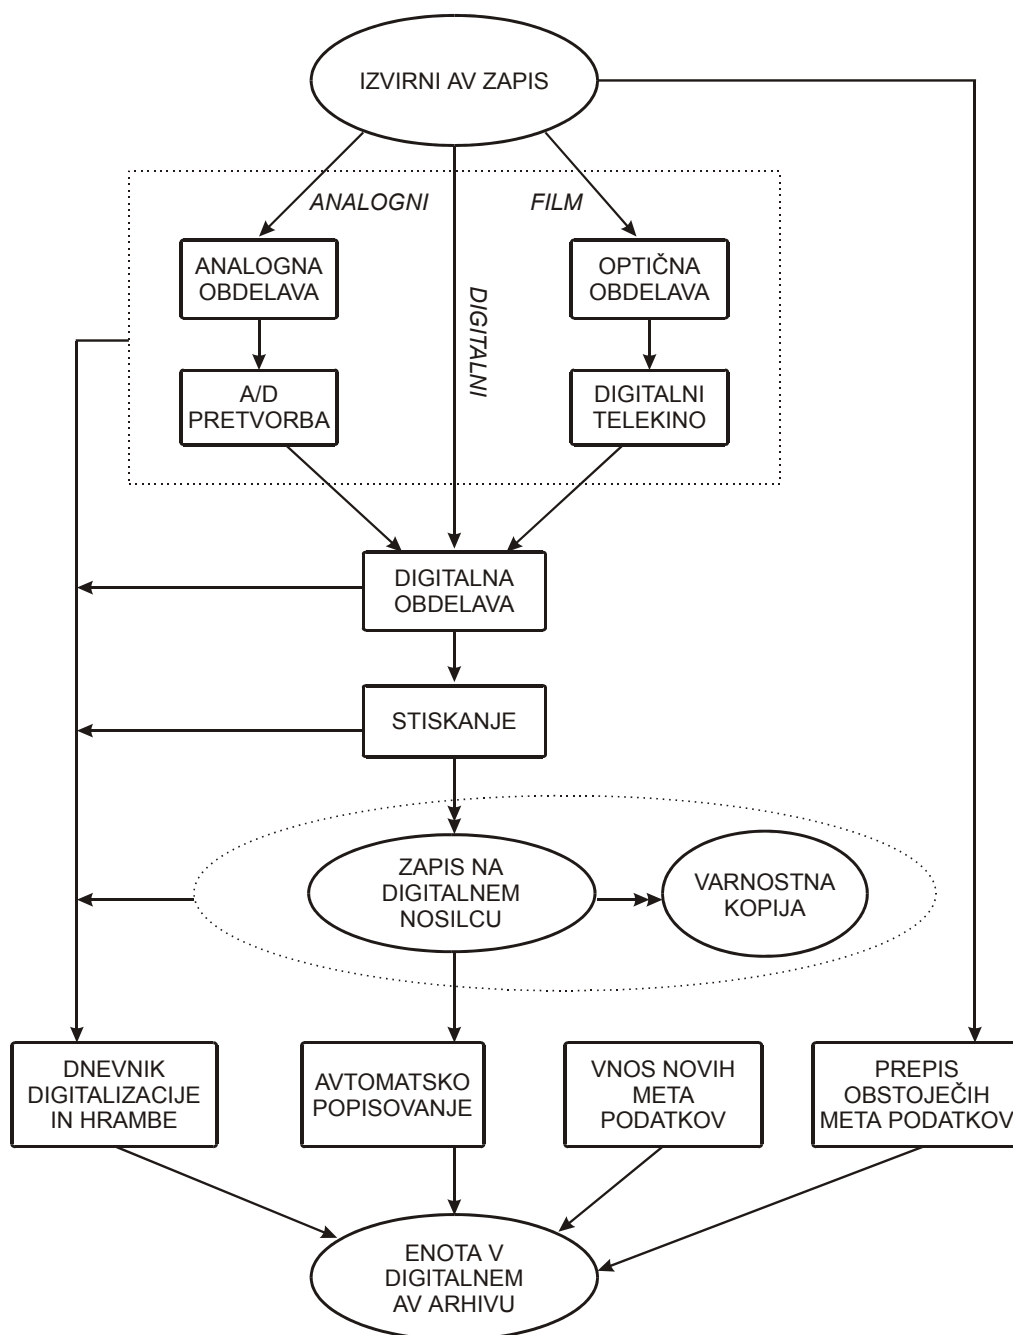 IZVIRNI AV ZAPIS
ANALOGNI
FILM
ANALOGNA
OBDELAVA
OPTIČNA
OBDELAVA
DIGITALNI
A/D
PRETVORBA
DIGITALNI
TELEKINO
DIGITALNA
OBDELAVA
STISKANJE
ZAPIS NA
DIGITALNEM
NOSILCU
VARNOSTNA
KOPIJA
DNEVNIK
DIGITALIZACIJE
IN HRAMBE
AVTOMATSKO
POPISOVANJE
VNOS NOVIH
META
PODATKOV
PREPIS
OBSTOJEČIH
META PODATKOV
ENOTA V
DIGITALNEM
AV ARHIVU